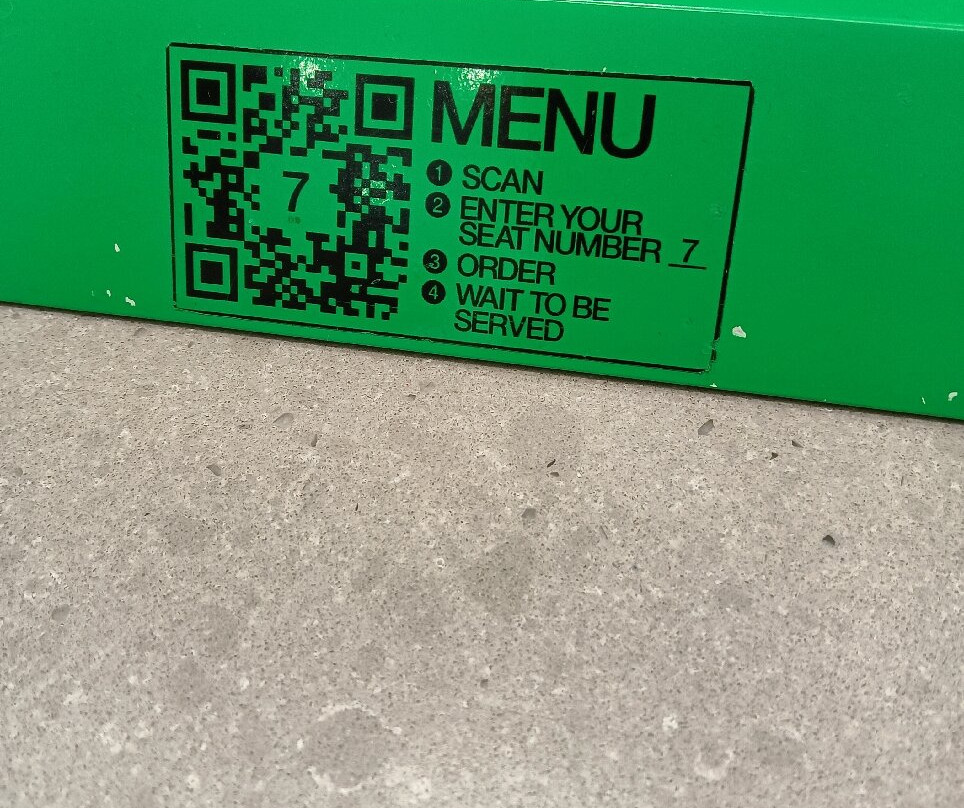 MENU
1 SCAN
7
2 ENTER YOUR
SEAT NUMBER 7
3 ORDER
4 WAIT TO BE
SERVED